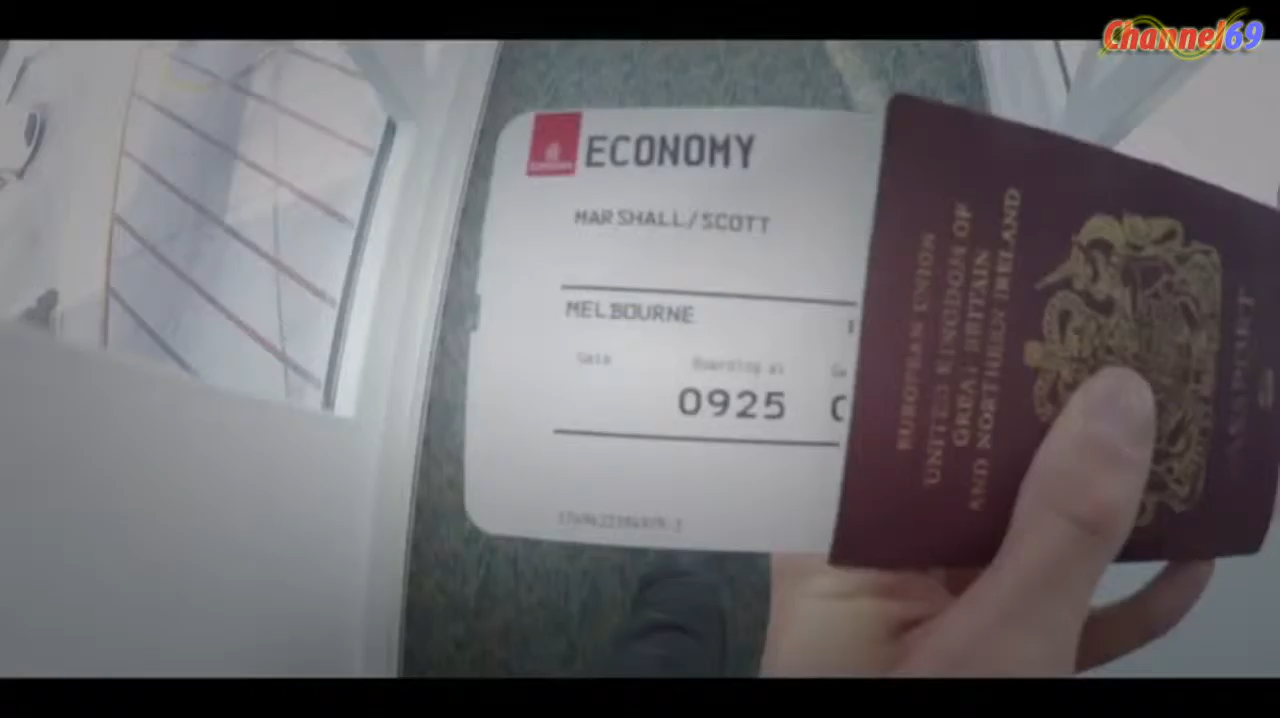 Channel69
ECONOMY
MARSHALL/SCOTT
MELBOURNE
Gate
Boarding at
0925
EUROPEAN UNION
UNITED KINGDOM OF
GREAT BRITAIN
AND NORTHERN IRELAND
PASSPORT